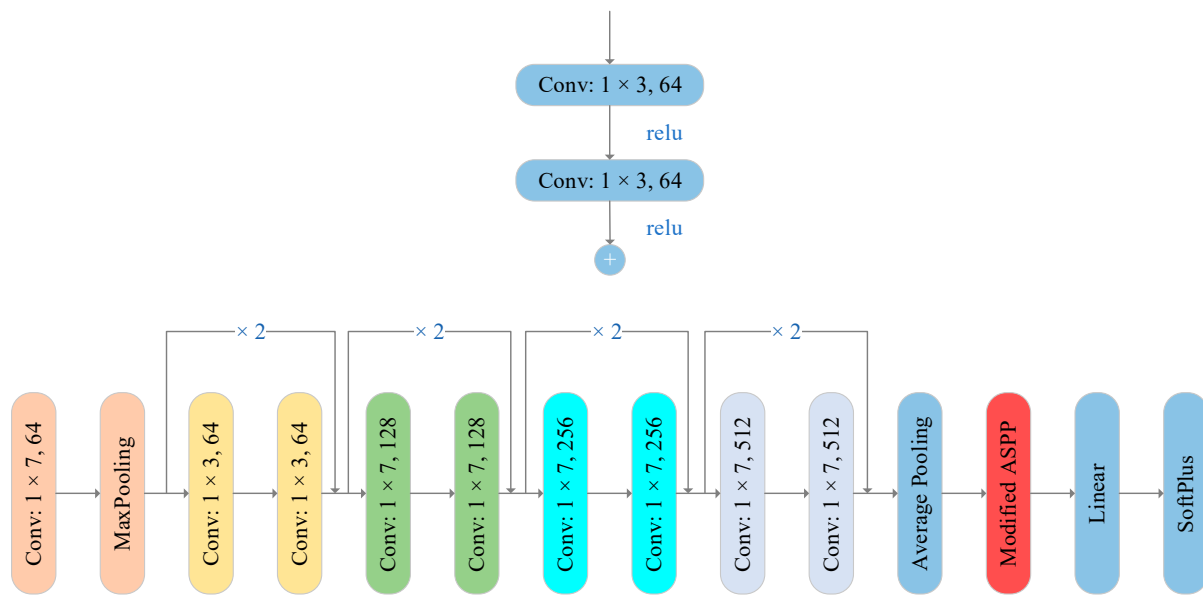 Conv: 1 × 3, 64
relu
Conv: 1 × 3, 64
relu
+
× 2
× 2
× 2
× 2
Conv: 1 × 7, 64
MaxPooling
Conv: 1 × 3, 64
Conv: 1 × 3, 64
Conv: 1 × 7, 128
Conv: 1 × 7, 128
Conv: 1 × 7, 256
Conv: 1 × 7, 256
Conv: 1 × 7, 512
Conv: 1 × 7, 512
Average Pooling
Modified ASPP
Linear
SoftPlus